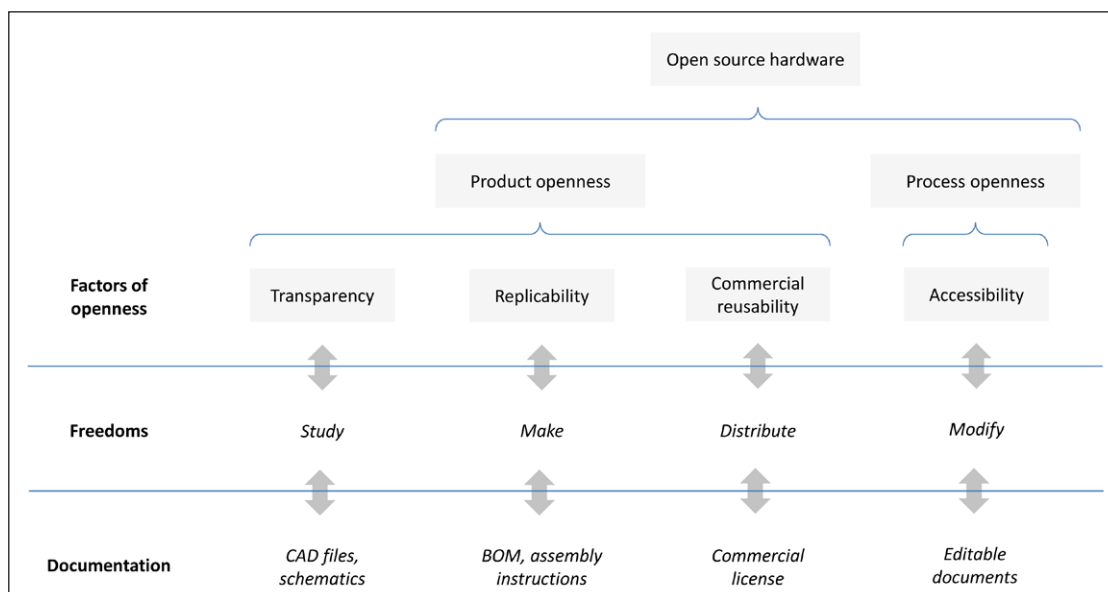 Open source hardware
Product openness
Process openness
Factors of
openness
Transparency
Replicability
Commercial
reusability
Accessibility
Freedoms
Study
Make
Distribute
Modify
Documentation
CAD files,
schematics
BOM, assembly
instructions
Commercial
license
Editable
documents